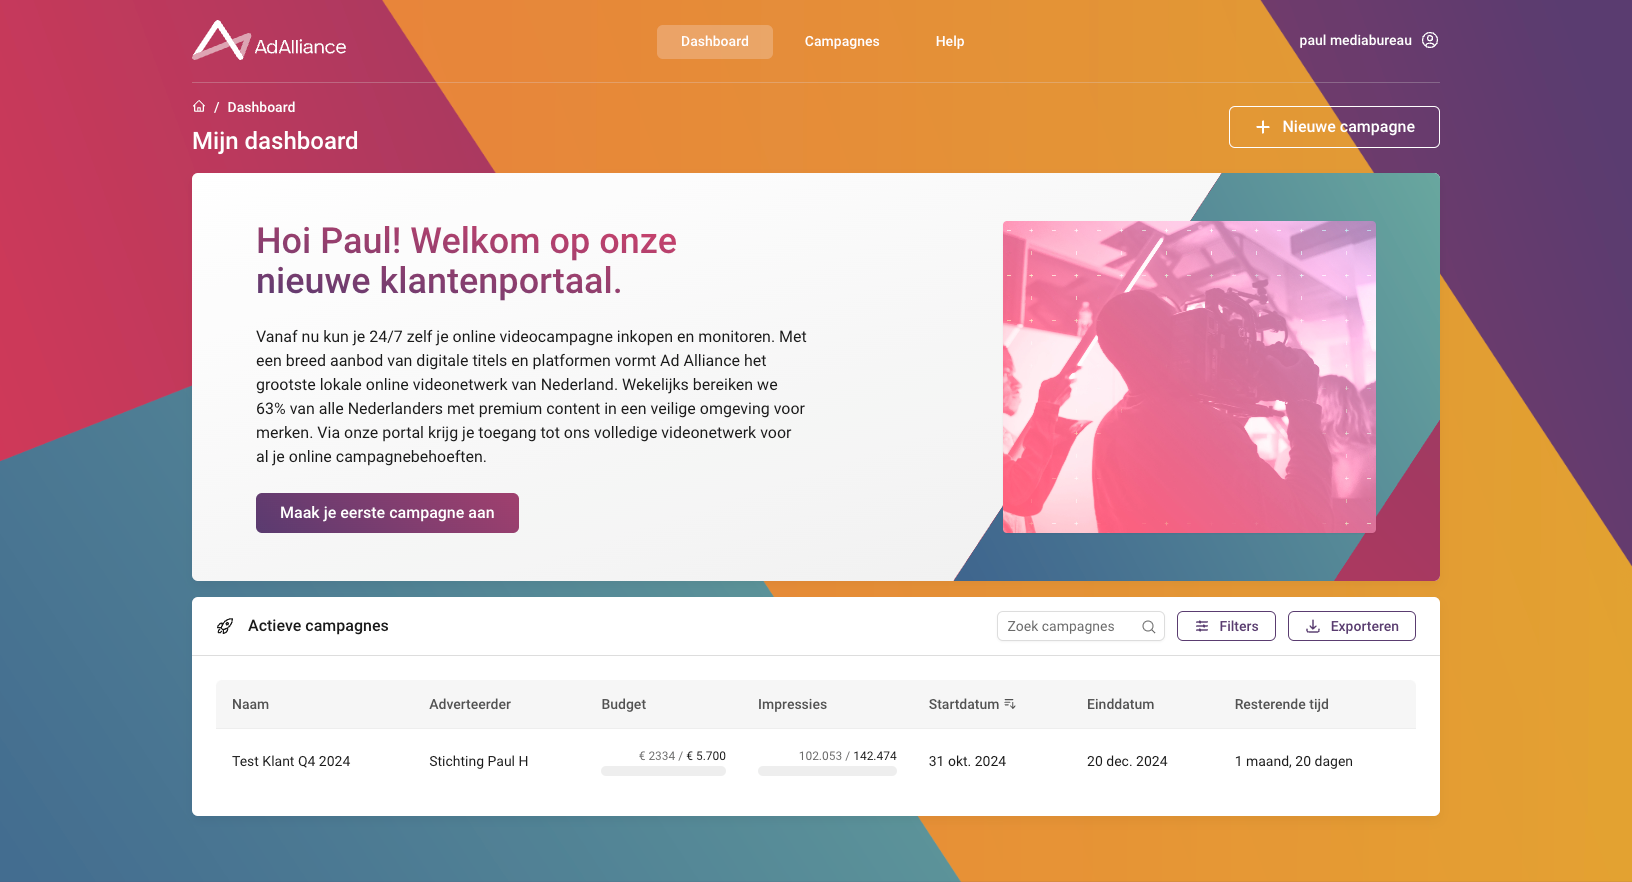 AdAlliance
Dashboard
Campagnes
Help
paul mediabureau
/ Dashboard
Mijn dashboard
Nieuwe campagne
Hoi Paul! Welkom op onze
nieuwe klantenportaal.
Vanaf nu kun je 24/7 zelf je online videocampagne inkopen en monitoren. Met
een breed aanbod van digitale titels en platformen vormt Ad Alliance het
grootste lokale online videonetwerk van Nederland. Wekelijks bereiken we
63% van alle Nederlanders met premium content in een veilige omgeving voor
merken. Via onze portal krijg je toegang tot ons volledige videonetwerk voor
al je online campagnebehoeften.
Maak je eerste campagne aan
Actieve campagnes
Zoek campagnes
Filters
Exporteren
Naam Adverteerder Budget Impressies Startdatum Einddatum Resterende tijd
Test Klant Q4 2024 Stichting Paul H € 2334 / € 5.700 102.053 / 142.474 31 okt. 2024 20 dec. 2024 1 maand, 20 dagen